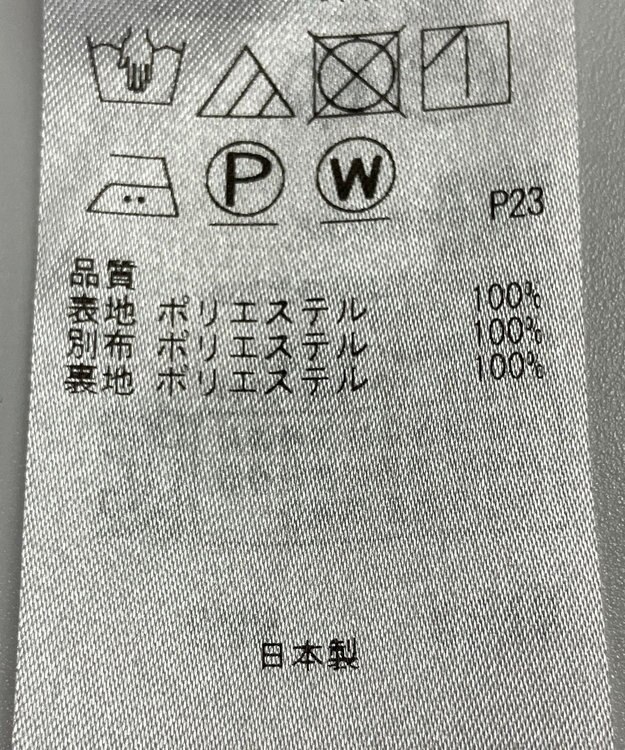 P W
P23
品質
表地 ポリエステル 100%
別布 ポリエステル 100%
裏地 ポリエステル 100%
日本製